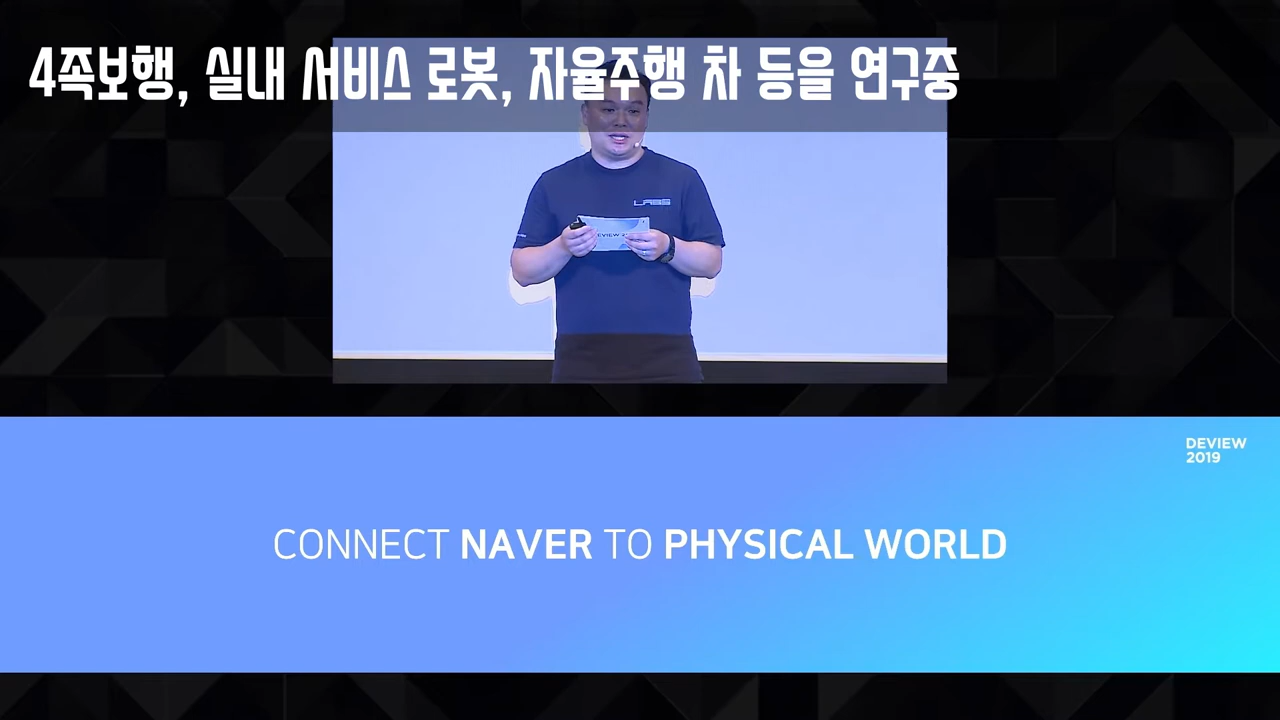 4족보행, 실내 서비스 로봇, 자율주행 차 등을 연구중
LABS
DEVIEW
2019
CONNECT NAVER TO PHYSICAL WORLD